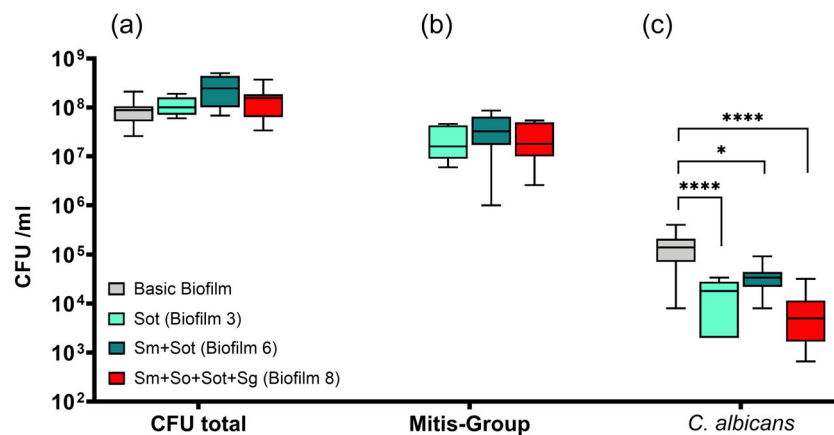 (a) (b) (c)
CFU /ml
10⁹
10⁸
10⁷
10⁶
10⁵
10⁴
10³
10²
****
*
****
Basic Biofilm
Sot (Biofilm 3)
Sm+Sot (Biofilm 6)
Sm+So+Sot+Sg (Biofilm 8)
CFU total Mitis-Group C. albicans